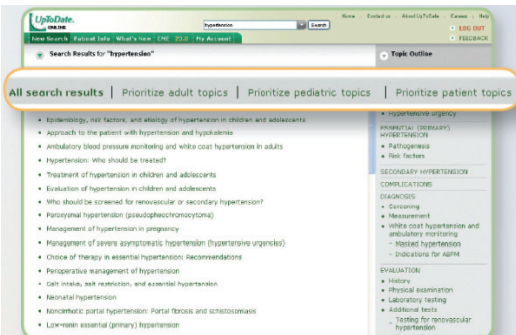 UpToDate.
ONLINE
hypertension
Search
Home Contact us About UpToDate Careers Help
LOG OUT
FEEDBACK
New Search Patient Info What's New CME 23.0 My Account
Search Results for "hypertension"
Topic Outline
All search results | Prioritize adult topics | Prioritize pediatric topics | Prioritize patient topics
Epidemiology, risk factors, and etiology of hypertension in children and adolescents
Approach to the patient with hypertension and hypokalemia
Ambulatory blood pressure monitoring and white coat hypertension in adults
Hypertension: Who should be treated?
Treatment of hypertension in children and adolescents
Evaluation of hypertension in children and adolescents
Who should be screened for renovascular or secondary hypertension?
Paroxysmal hypertension (pseudopheochromocytoma)
Management of hypertension in pregnancy
Management of severe asymptomatic hypertension (hypertensive urgencies)
Choice of therapy in essential hypertension: Recommendations
Perioperative management of hypertension
Salt intake, salt restriction, and essential hypertension
Neonatal hypertension
Noncirrhotic portal hypertension: Portal fibrosis and schistosomiasis
Low-renin essential (primary) hypertension
Hypertensive urgency
ESSENTIAL (PRIMARY)
HYPERTENSION
Pathogenesis
Risk factors
SECONDARY HYPERTENSION
COMPLICATIONS
DIAGNOSIS
Screening
Measurement
White coat hypertension and
ambulatory monitoring
- Masked hypertension
- Indications for ABPM
EVALUATION
History
Physical examination
Laboratory testing
Additional tests
- Testing for renovascular
hypertension